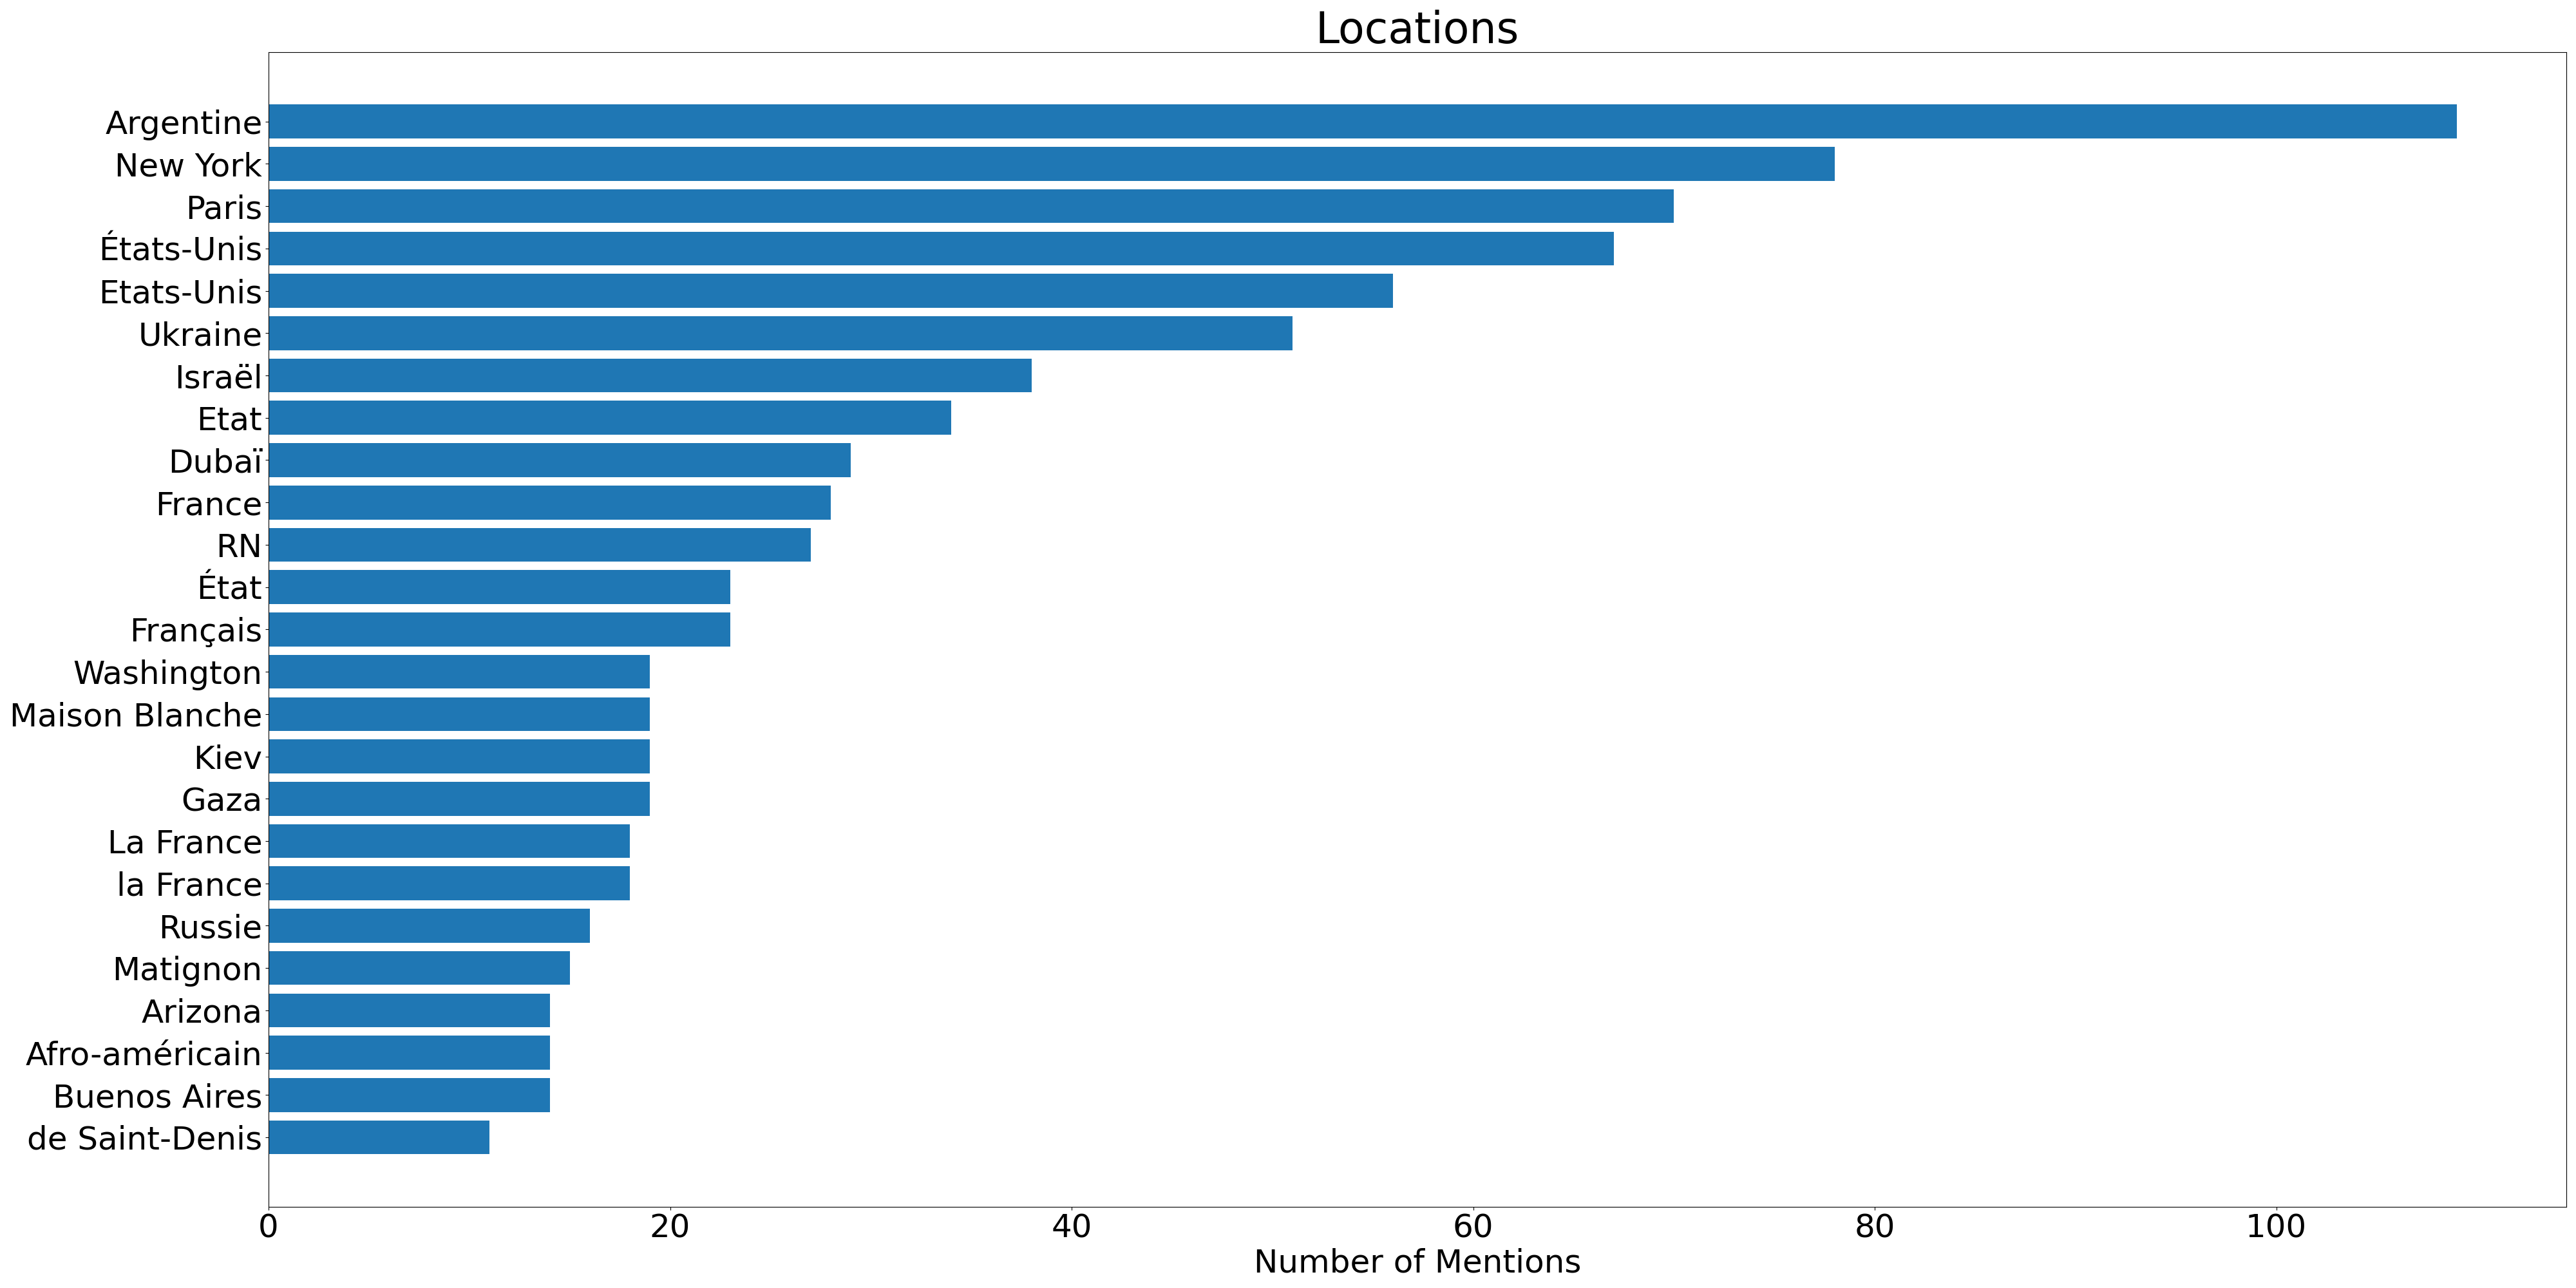 Locations
Argentine
New York
Paris
États-Unis
Etats-Unis
Ukraine
Israël
Etat
Dubaï
France
RN
État
Français
Washington
Maison Blanche
Kiev
Gaza
La France
la France
Russie
Matignon
Arizona
Afro-américain
Buenos Aires
de Saint-Denis
0 20 40 60 80 100
Number of Mentions